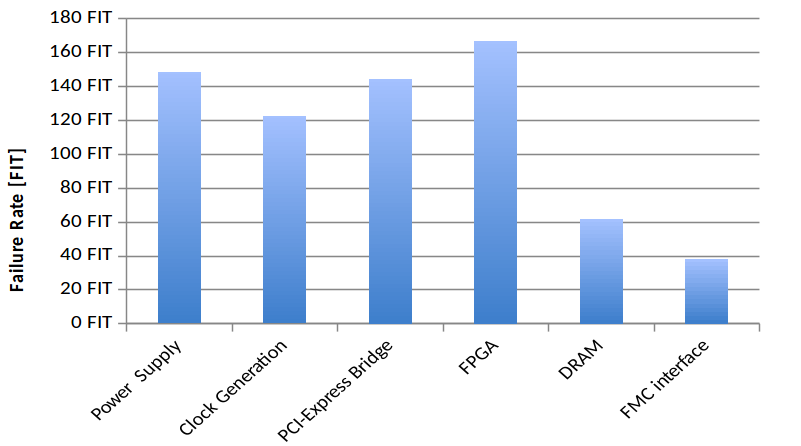 180 FIT
160 FIT
140 FIT
120 FIT
100 FIT
80 FIT
60 FIT
40 FIT
20 FIT
0 FIT
Failure Rate [FIT]
Power Supply
Clock Generation
PCI-Express Bridge
FPGA
DRAM
FMC interface